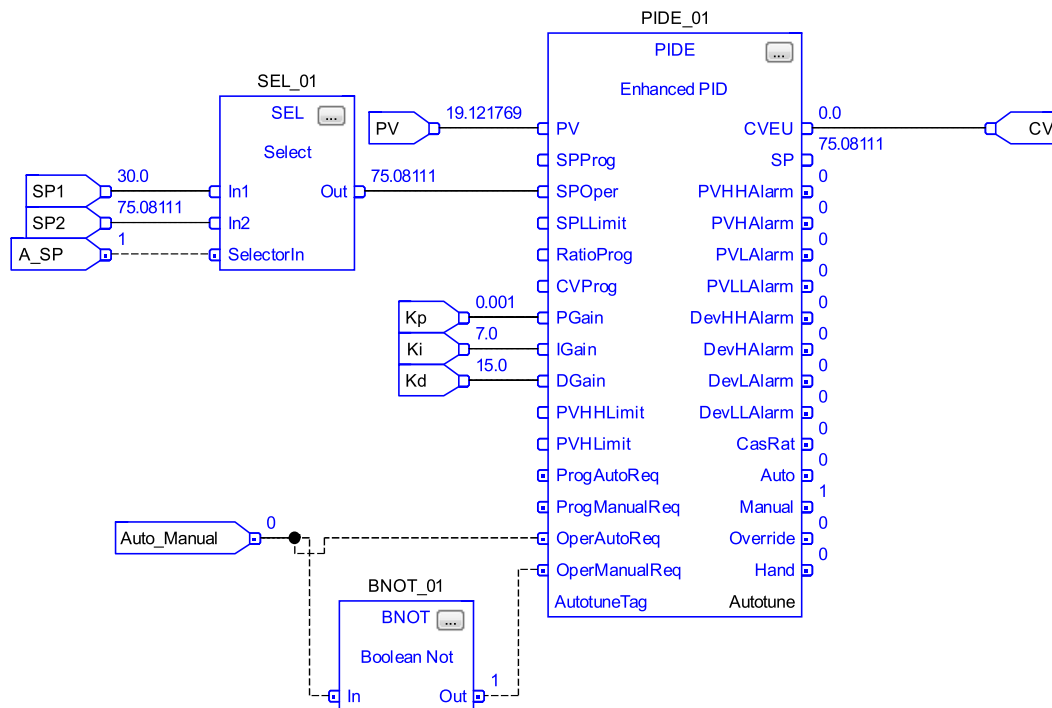 PIDE_01
PIDE
...
Enhanced PID
SEL_01
SEL
...
Select
SP1
30.0
In1
Out
75.08111
SP2
75.08111
In2
A_SP
1
SelectorIn
PV
19.121769
PV
CVEU
0.0
CV
SPProg
SP
75.08111
SPOper
PVHHAlarm
0
SPLLimit
PVHAlarm
0
RatioProg
PVLAlarm
0
CVProg
PVLLAlarm
0
Kp
0.001
PGain
DevHHAlarm
0
Ki
7.0
IGain
DevHAlarm
0
Kd
15.0
DGain
DevLAlarm
0
PVHHLimit
DevLLAlarm
0
PVHLimit
CasRat
0
ProgAutoReq
Auto
0
ProgManualReq
Manual
1
Auto_Manual
0
OperAutoReq
Override
0
OperManualReq
Hand
0
AutotuneTag
Autotune
BNOT_01
BNOT
...
Boolean Not
In
Out
1